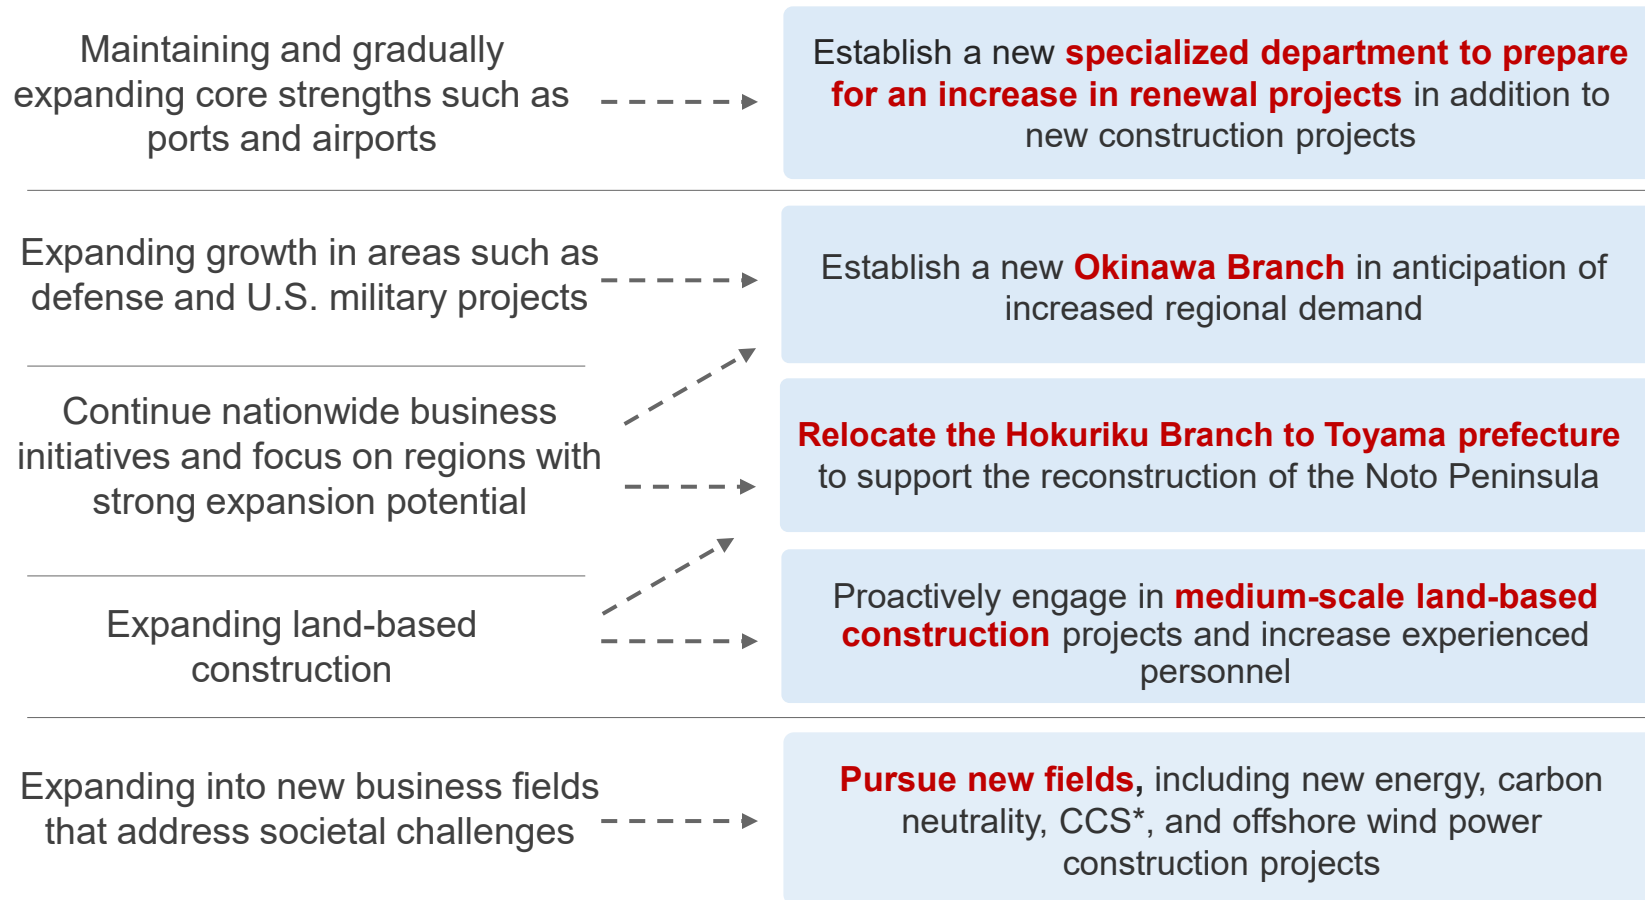 Maintaining and gradually
expanding core strengths such as
ports and airports
Establish a new specialized department to prepare
for an increase in renewal projects in addition to
new construction projects
Expanding growth in areas such as
defense and U.S. military projects
Establish a new Okinawa Branch in anticipation of
increased regional demand
Continue nationwide business
initiatives and focus on regions with
strong expansion potential
Relocate the Hokuriku Branch to Toyama prefecture
to support the reconstruction of the Noto Peninsula
Expanding land-based
construction
Proactively engage in medium-scale land-based
construction projects and increase experienced
personnel
Expanding into new business fields
that address societal challenges
Pursue new fields, including new energy, carbon
neutrality, CCS*, and offshore wind power
construction projects